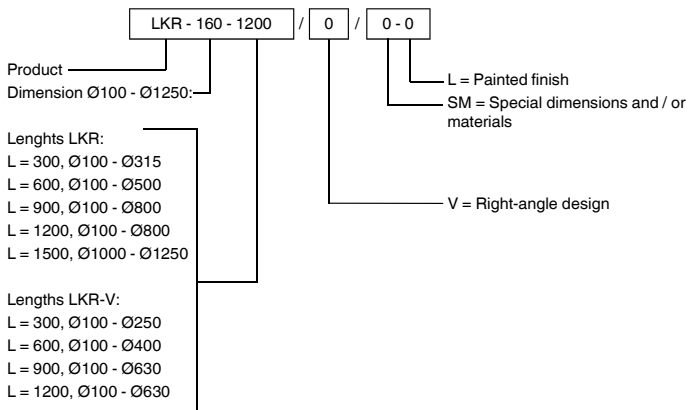 LKR - 160 - 1200 / 0 / 0 - 0
Product
Dimension Ø100 - Ø1250:
L = Painted finish
SM = Special dimensions and / or
materials
Lenghts LKR:
L = 300, Ø100 - Ø315
L = 600, Ø100 - Ø500
L = 900, Ø100 - Ø800
L = 1200, Ø100 - Ø800
L = 1500, Ø1000 - Ø1250
V = Right-angle design
Lengths LKR-V:
L = 300, Ø100 - Ø250
L = 600, Ø100 - Ø400
L = 900, Ø100 - Ø630
L = 1200, Ø100 - Ø630